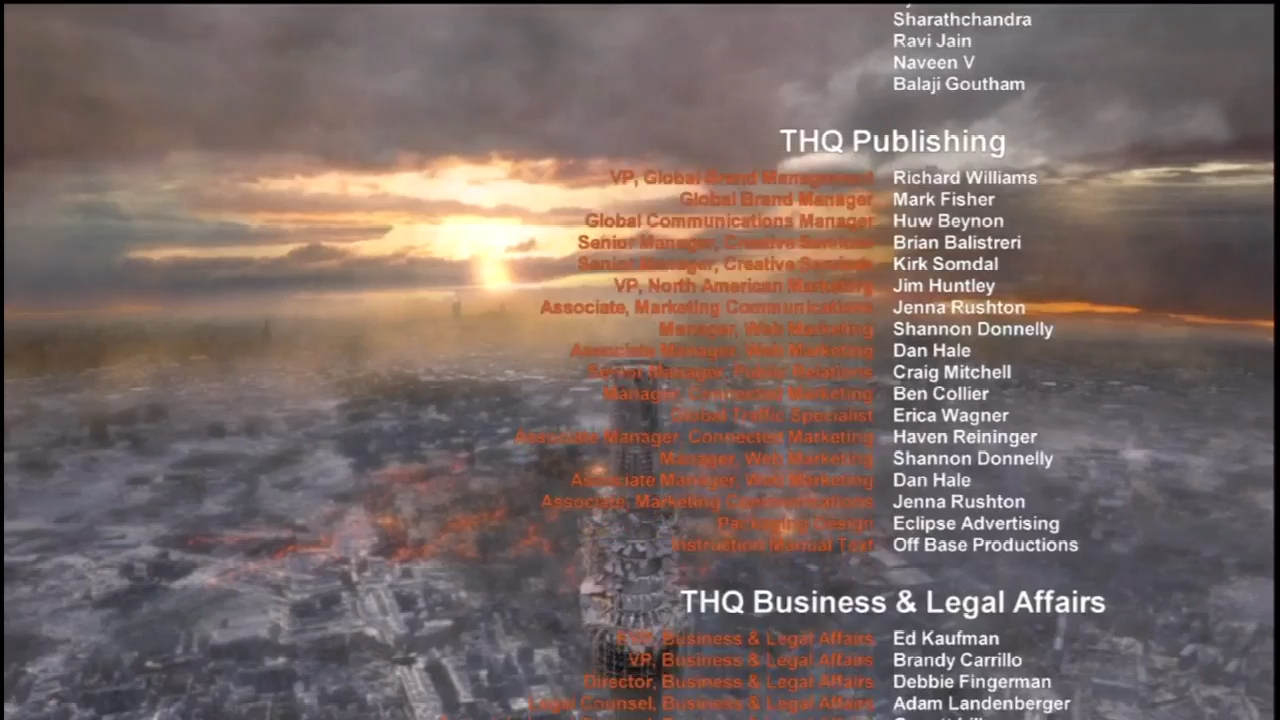 Sharathchandra
Ravi Jain
Naveen V
Balaji Goutham
THQ Publishing
VP, Global Brand Management Richard Williams
Global Brand Manager Mark Fisher
Global Communications Manager Huw Beynon
Senior Manager, Creative Services Brian Balistreri
Senior Manager, Creative Services Kirk Somdal
VP, North American Marketing Jim Huntley
Associate, Marketing Communications Jenna Rushton
Manager, Web Marketing Shannon Donnelly
Associate Manager, Web Marketing Dan Hale
Senior Manager, Public Relations Craig Mitchell
Manager, Connected Marketing Ben Collier
Global Traffic Specialist Erica Wagner
Associate Manager, Connected Marketing Haven Reininger
Manager, Web Marketing Shannon Donnelly
Associate Manager, Web Marketing Dan Hale
Associate, Marketing Communications Jenna Rushton
Packaging Design Eclipse Advertising
Instruction Manual Text Off Base Productions
THQ Business & Legal Affairs
Business & Legal Affairs Ed Kaufman
VP, Business & Legal Affairs Brandy Carrillo
Director, Business & Legal Affairs Debbie Fingerman
Legal Counsel, Business & Legal Affairs Adam Landenberger